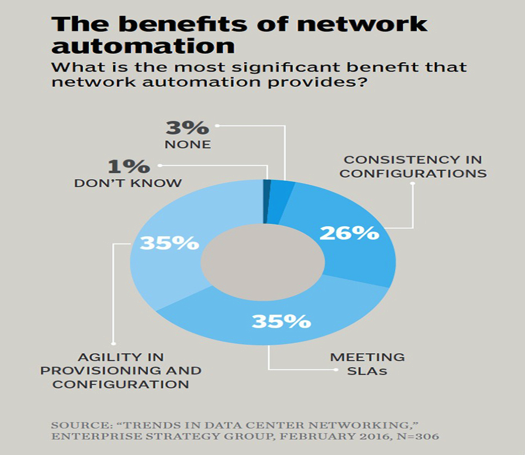 The benefits of network
automation
What is the most significant benefit that
network automation provides?
3%
NONE
1%
DON'T KNOW
CONSISTENCY IN
CONFIGURATIONS
26%
35%
35%
AGILITY IN
PROVISIONING AND
CONFIGURATION
MEETING
SLAs
SOURCE: “TRENDS IN DATA CENTER NETWORKING,”
ENTERPRISE STRATEGY GROUP, FEBRUARY 2016, N=306